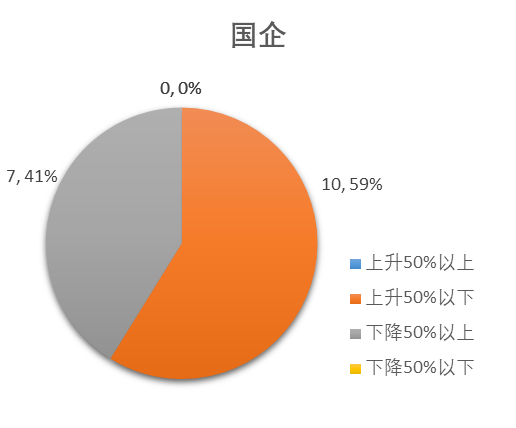 国企
0, 0%
7, 41%
10, 59%
上升50%以上
上升50%以下
下降50%以上
下降50%以下